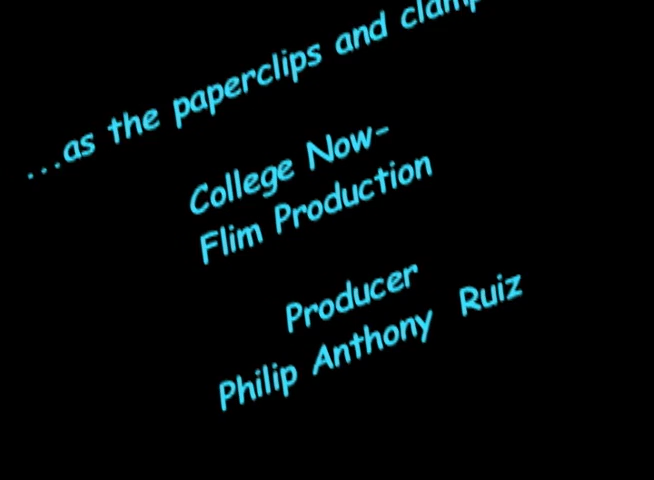 ...as the paperclips and
College Now-
Flim Production
Producer
Philip Anthony Ruiz